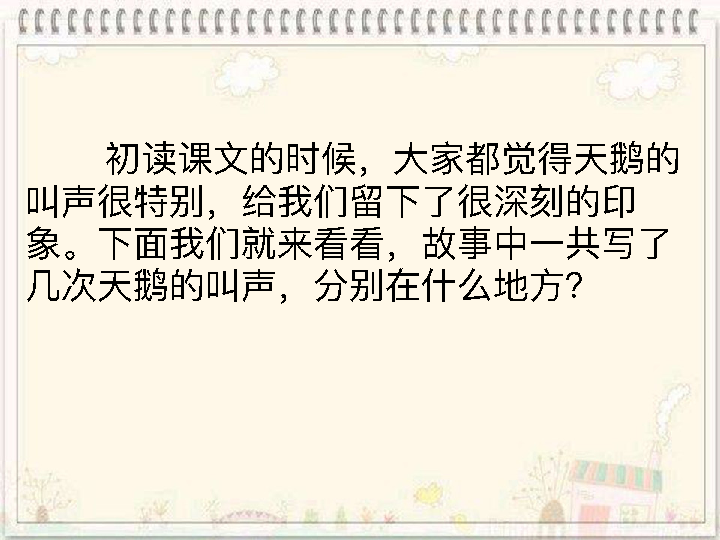 初读课文的时候，大家都觉得天鹅的
叫声很特别，给我们留下了很深刻的印
象。下面我们就来看看，故事中一共写了
几次天鹅的叫声，分别在什么地方?